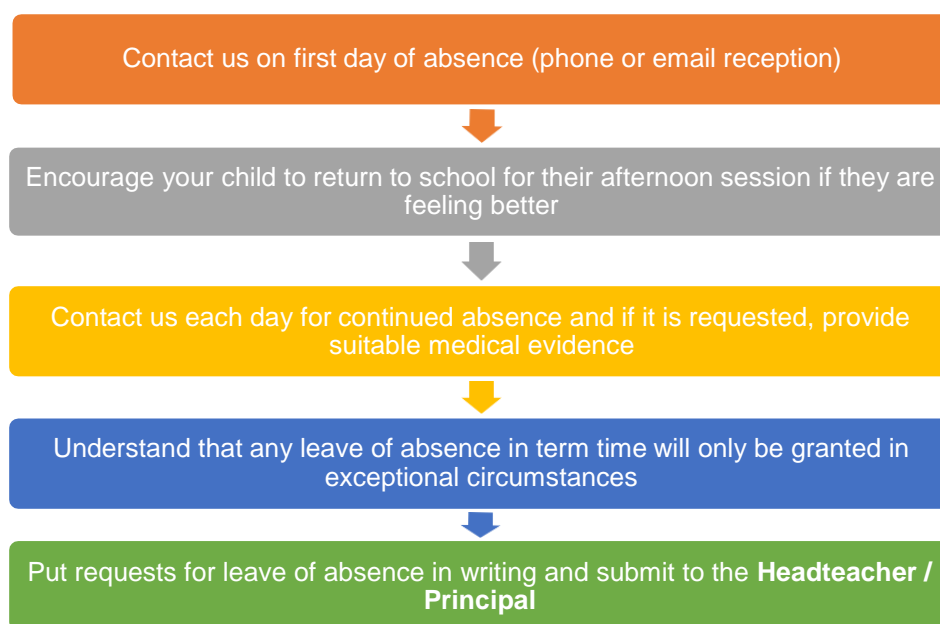 Contact us on first day of absence (phone or email reception)
Encourage your child to return to school for their afternoon session if they are
feeling better
Contact us each day for continued absence and if it is requested, provide
suitable medical evidence
Understand that any leave of absence in term time will only be granted in
exceptional circumstances
Put requests for leave of absence in writing and submit to the Headteacher /
Principal